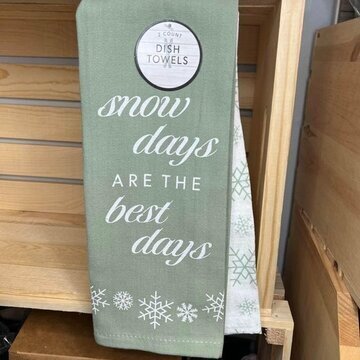 2 COUNT
DISH
TOWELS
snow
days
ARE THE
best
days